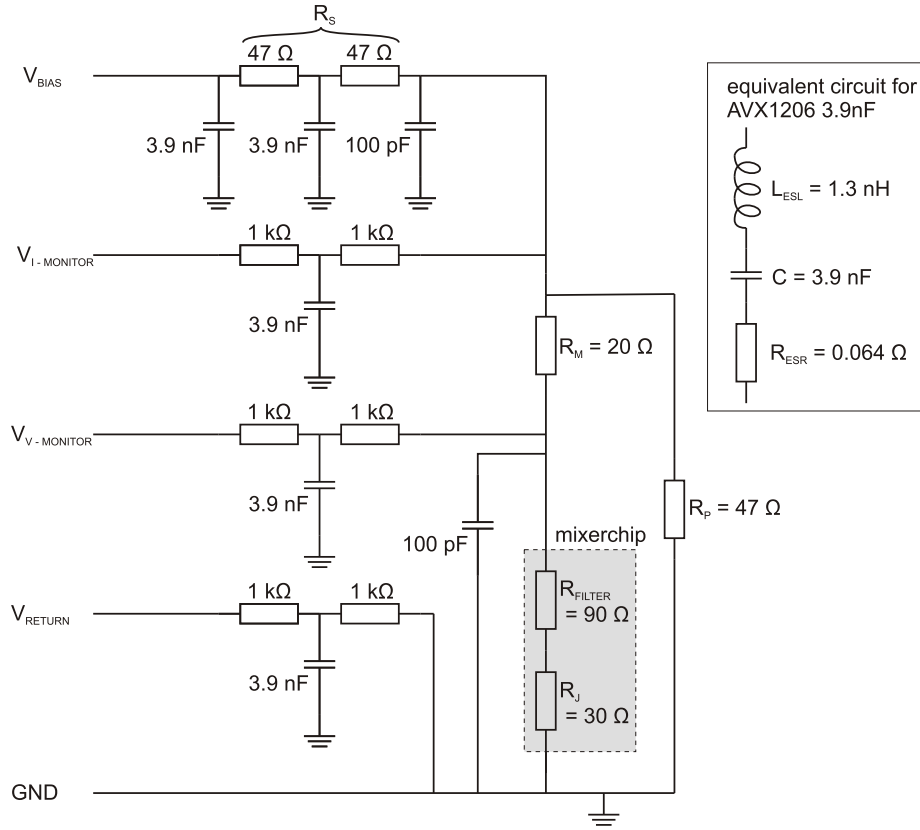 R_S
47 Ω 47 Ω
V_BIAS
3.9 nF 3.9 nF 100 pF
equivalent circuit for
AVX1206 3.9nF
L_ESL = 1.3 nH
C = 3.9 nF
R_ESR = 0.064 Ω
1 kΩ 1 kΩ
V_I - MONITOR
3.9 nF
R_M = 20 Ω
1 kΩ 1 kΩ
V_V - MONITOR
3.9 nF
100 pF
R_P = 47 Ω
mixerchip
R_FILTER
= 90 Ω
R_J
= 30 Ω
1 kΩ 1 kΩ
V_RETURN
3.9 nF
GND